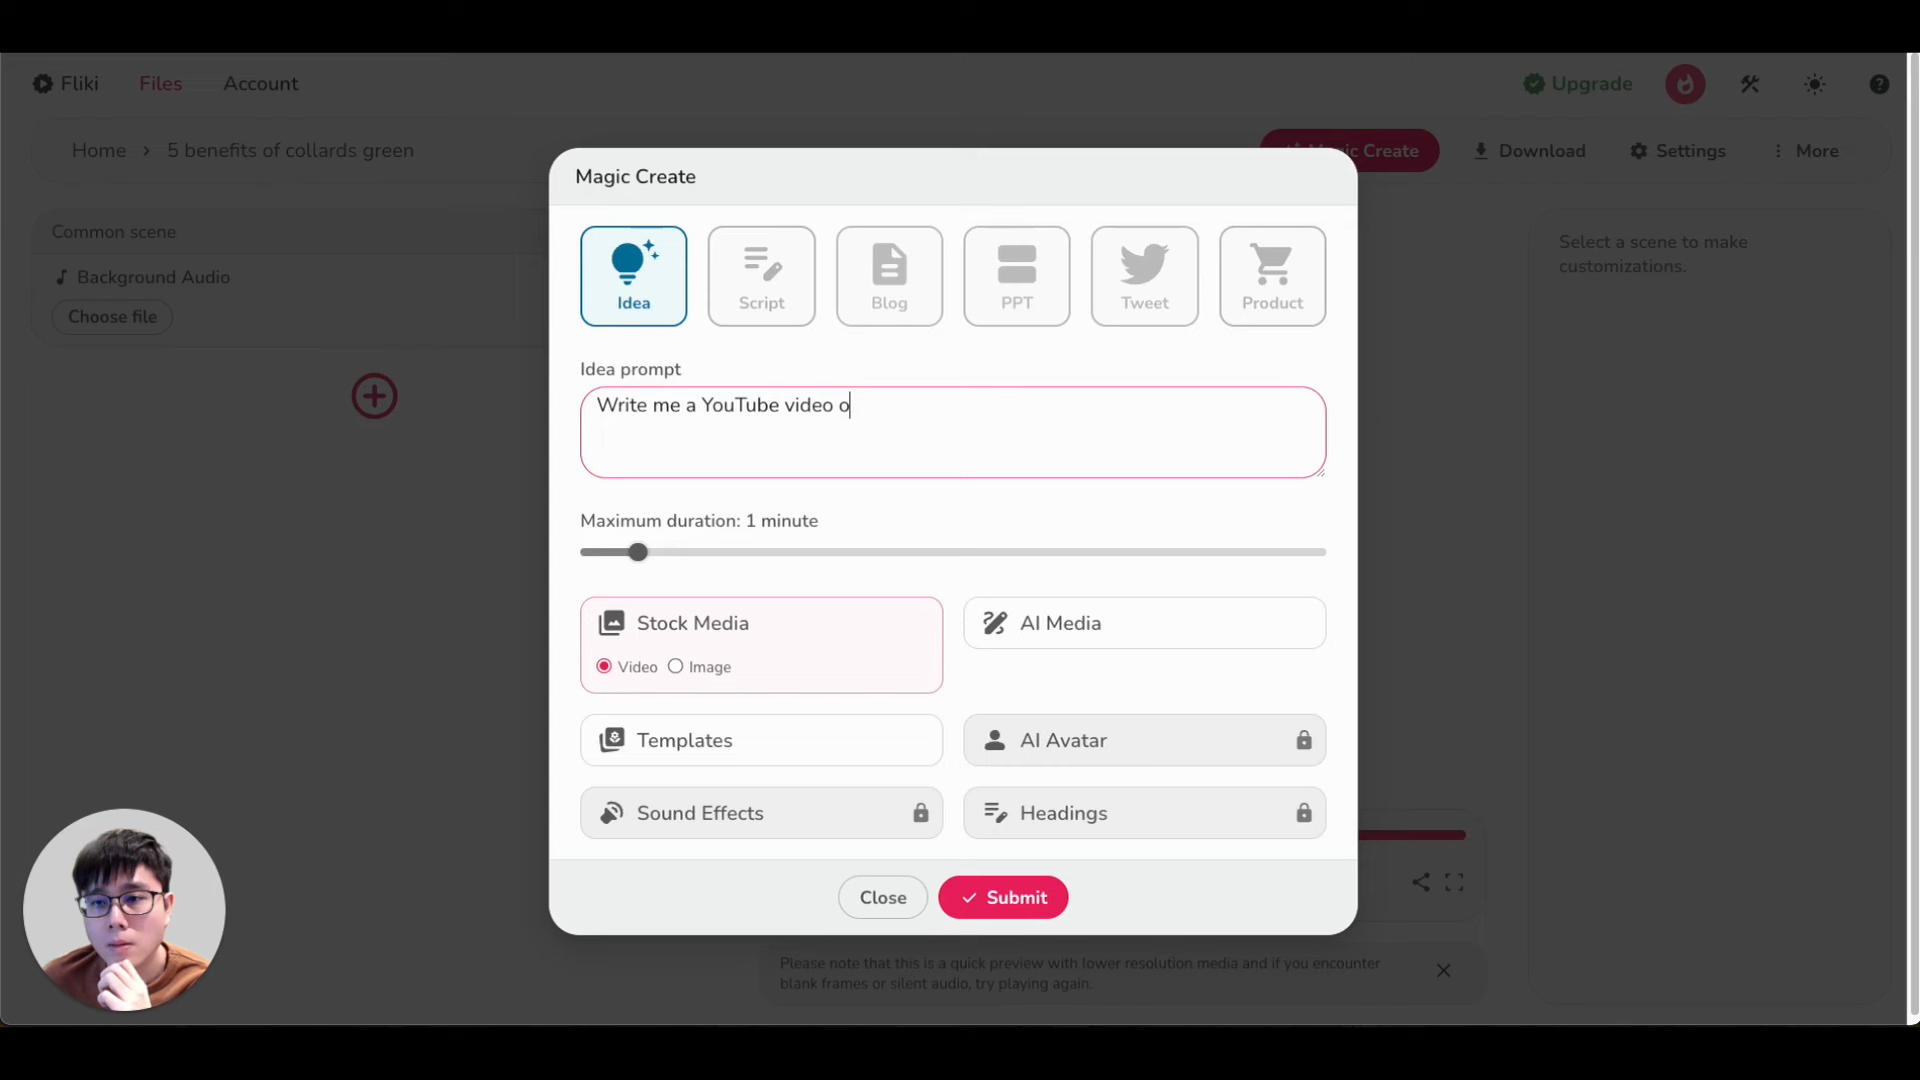 Fliki
Files
Account
Upgrade
Home › 5 benefits of collards green
Magic Create
Download
Settings
More
Common scene
Background Audio
Choose file
Select a scene to make
customizations.
Magic Create
Idea
Script
Blog
PPT
Tweet
Product
Idea prompt
Write me a YouTube video o
Maximum duration: 1 minute
Stock Media
Video
Image
AI Media
Templates
AI Avatar
Sound Effects
Headings
Close
Submit
Please note that this is a quick preview with lower resolution media and if you encounter
blank frames or silent audio, try playing again.